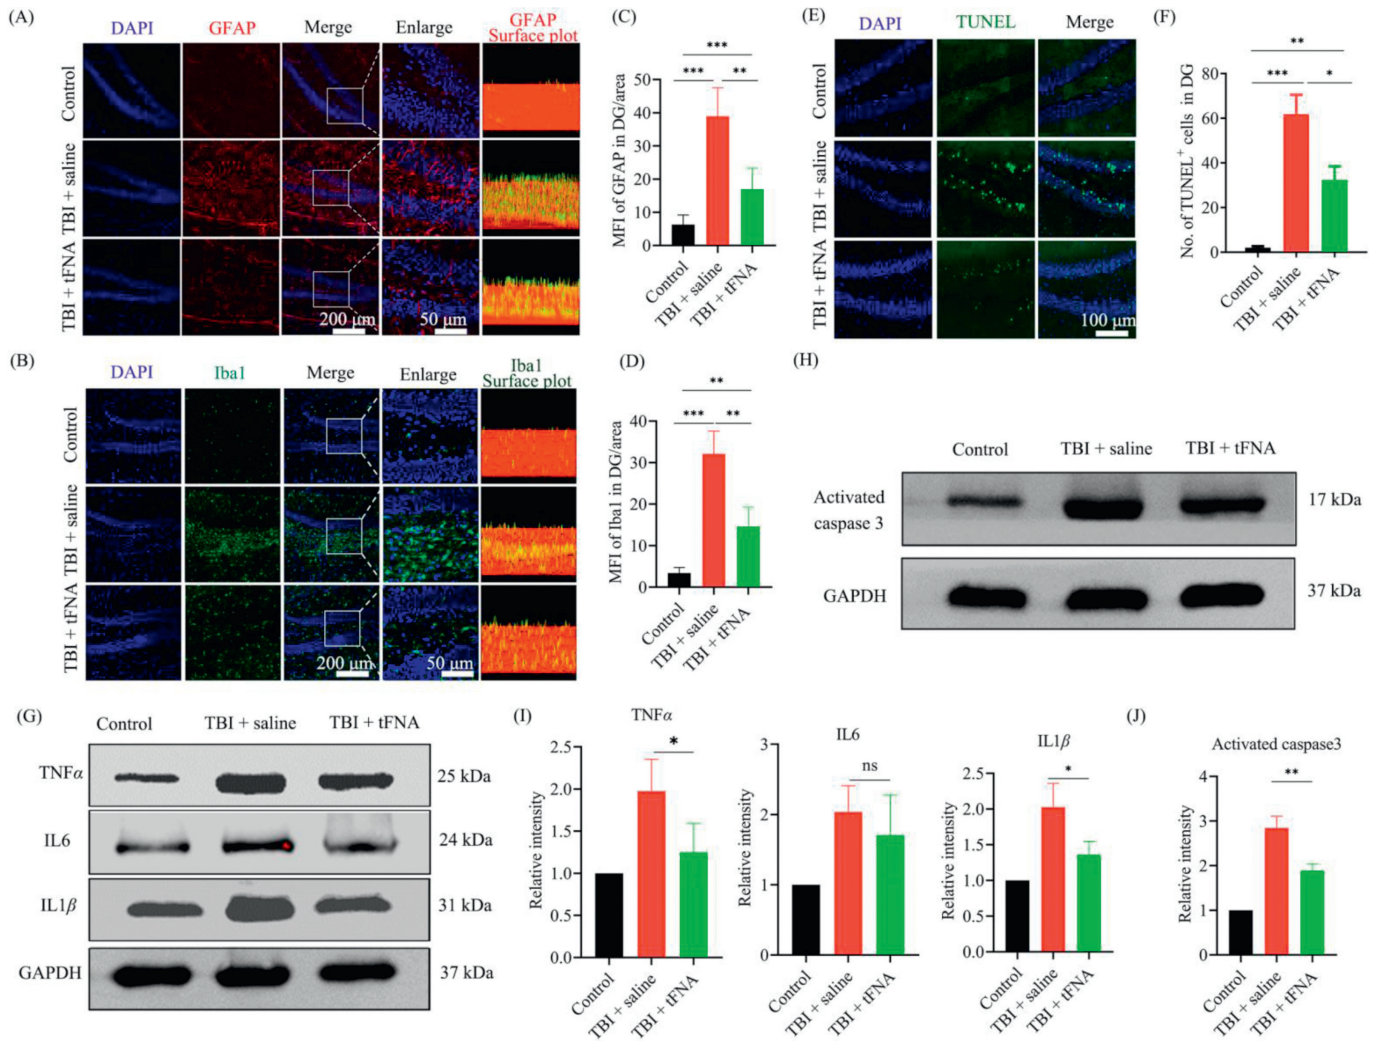 (A)
DAPI GFAP Merge Enlarge GFAP
Surface plot
Control
TBI + saline
TBI + tFNA
200 μm 50 μm
(B)
DAPI Iba1 Merge Enlarge Iba1
Surface plot
Control
TBI + saline
TBI + tFNA
200 μm 50 μm
(C)
***
*** **
MFI of GFAP in DG/area
50
40
30
20
10
0
Control
TBI + saline
TBI + tFNA
(D)
**
*** **
MFI of Iba1 in DG/area
40
30
20
10
0
Control
TBI + saline
TBI + tFNA
(E)
DAPI TUNEL Merge
Control
TBI + saline
TBI + tFNA
100 μm
(F)
**
*** *
No. of TUNEL+ cells in DG
80
60
40
20
0
Control
TBI + saline
TBI + tFNA
(H)
Control TBI + saline TBI + tFNA
Activated
caspase 3
17 kDa
GAPDH 37 kDa
(G)
Control TBI + saline TBI + tFNA
TNFα 25 kDa
IL6 24 kDa
IL1β 31 kDa
GAPDH 37 kDa
(I)
TNFα
*
Relative intensity
2.5
2.0
1.5
1.0
0.5
0.0
Control
TBI + saline
TBI + tFNA
IL6
ns
Relative intensity
3
2
1
0
Control
TBI + saline
TBI + tFNA
IL1β
*
Relative intensity
2.5
2.0
1.5
1.0
0.5
0.0
Control
TBI + saline
TBI + tFNA
(J)
Activated caspase3
**
Relative intensity
4
3
2
1
0
Control
TBI + saline
TBI + tFNA